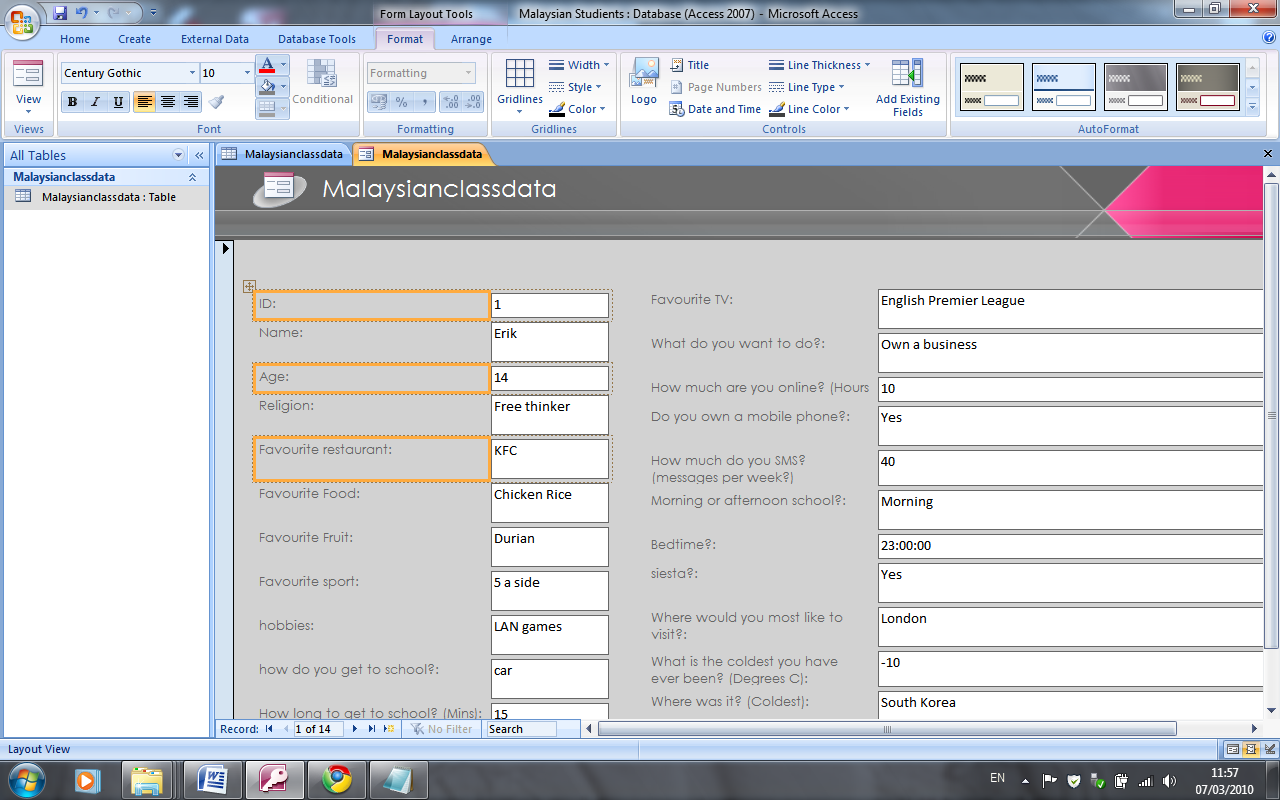 Form Layout Tools
Malaysian Studients : Database (Access 2007) - Microsoft Access
Home
Create
External Data
Database Tools
Format
Arrange
View
Views
Century Gothic
10
B I U
A
Conditional
Font
Formatting
%
,
Formatting
Gridlines
Width
Style
Color
Gridlines
Logo
Title
Page Numbers
Date and Time
Line Thickness
Line Type
Line Color
Add Existing
Fields
Controls
AutoFormat
All Tables
Malaysianclassdata
Malaysianclassdata : Table
Malaysianclassdata
Malaysianclassdata
Malaysianclassdata
ID:
1
Name:
Erik
Age:
14
Religion:
Free thinker
Favourite restaurant:
KFC
Favourite Food:
Chicken Rice
Favourite Fruit:
Durian
Favourite sport:
5 a side
hobbies:
LAN games
how do you get to school?:
car
How long to get to school? (Mins):
15
Favourite TV:
English Premier League
What do you want to do?:
Own a business
How much are you online? (Hours
10
Do you own a mobile phone?:
Yes
How much do you SMS?
(messages per week?)
40
Morning or afternoon school?:
Morning
Bedtime?:
23:00:00
siesta?:
Yes
Where would you most like to
visit?:
London
What is the coldest you have
ever been? (Degrees C):
-10
Where was it? (Coldest):
South Korea
Record:
1 of 14
No Filter
Search
Layout View
EN
11:57
07/03/2010